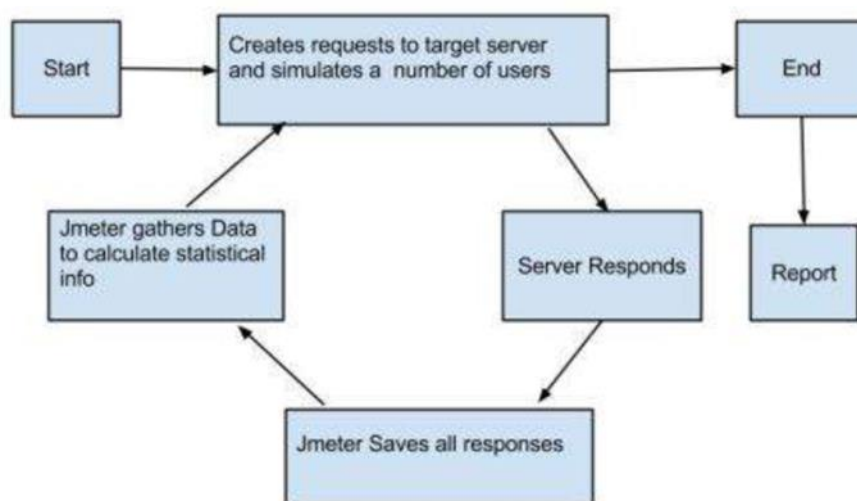 Start
Creates requests to target server
and simulates a number of users
End
Jmeter gathers Data
to calculate statistical
info
Server Responds
Report
Jmeter Saves all responses